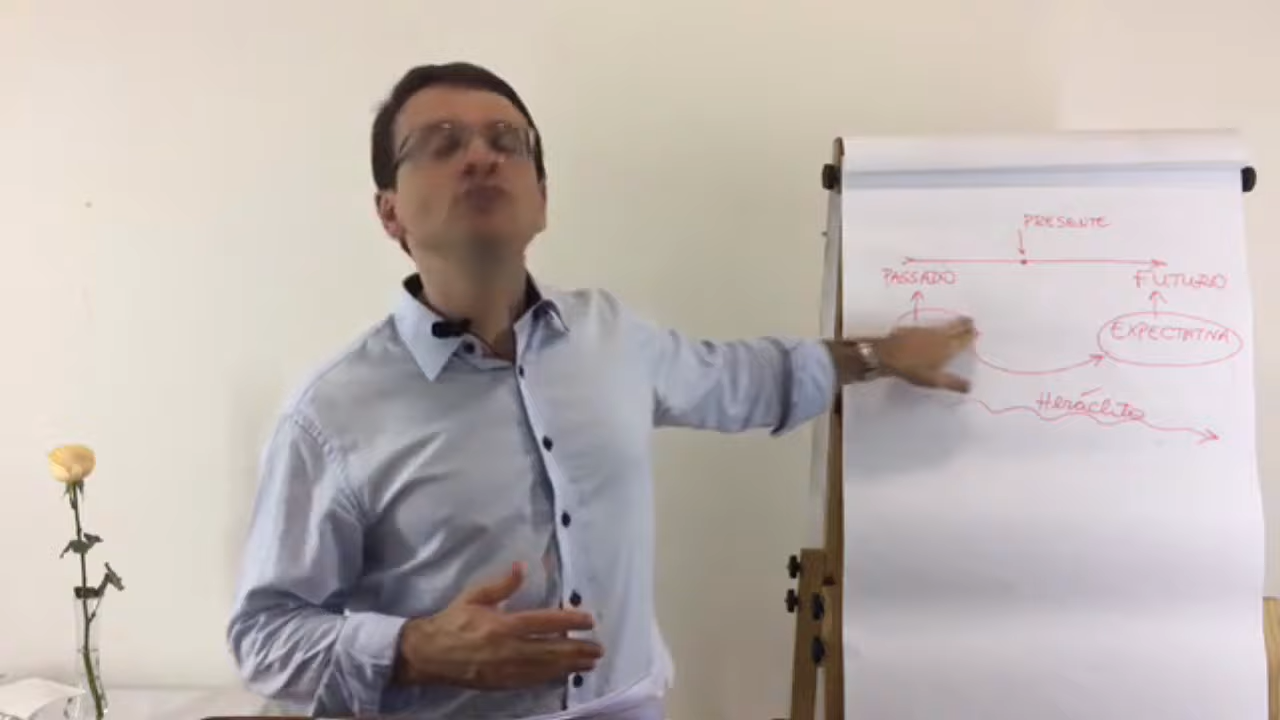 PRESENTE
PASSADO
FUTURO
EXPECTATIVA
Heráclito